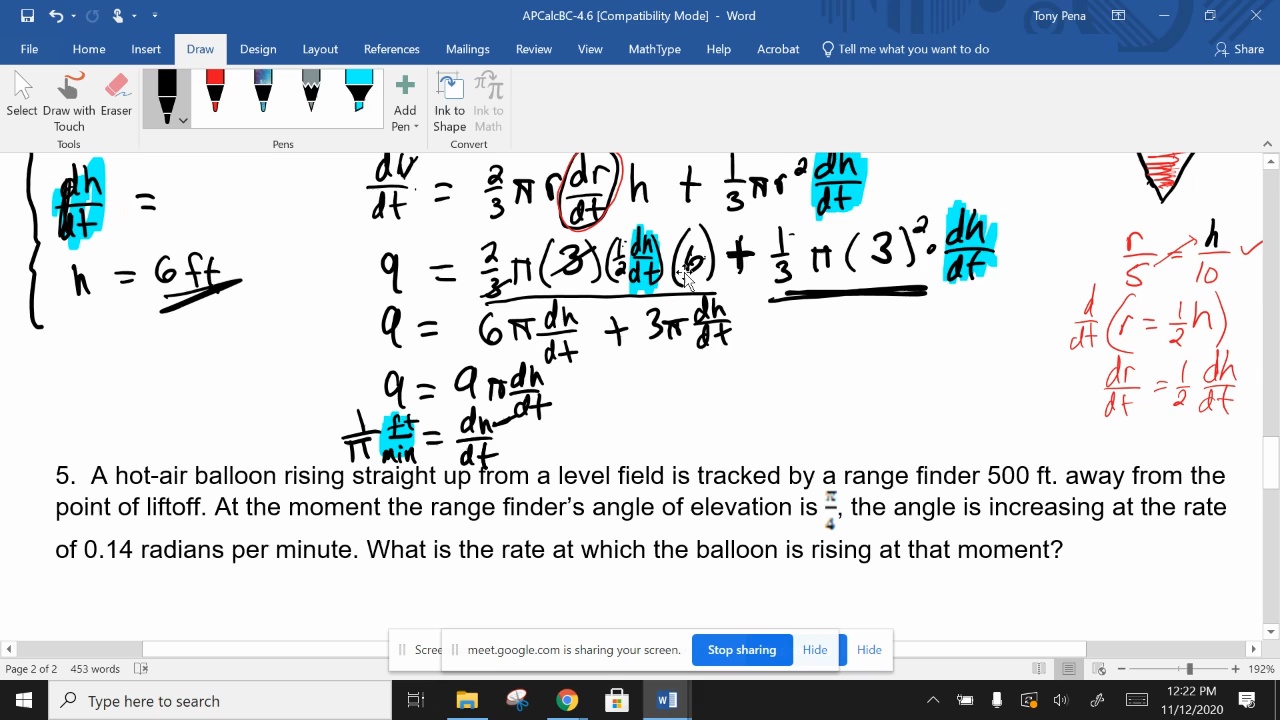 APCalcBC-4.6 [Compatibility Mode] - Word
Tony Pena
File Home Insert Draw Design Layout References Mailings Review View MathType Help Acrobat Tell me what you want to do Share
Select Draw with Touch Eraser Add Pen Ink to Shape Ink to Math
Tools Pens Convert
dh/dt =
h = 6 ft
dv/dt = 2/3 π r dr/dt h + 1/3 π r² dh/dt
9 = 2/3 π (3)(1/2 dh/dt)(6) + 1/3 π (3)² · dh/dt
9 = 6π dh/dt + 3π dh/dt
9 = 9π dh/dt
1/π ft/min = dh/dt
r/5 = h/10 ✓
d/dt (r = 1/2 h)
dr/dt = 1/2 dh/dt
5. A hot-air balloon rising straight up from a level field is tracked by a range finder 500 ft. away from the
point of liftoff. At the moment the range finder’s angle of elevation is π/4, the angle is increasing at the rate
of 0.14 radians per minute. What is the rate at which the balloon is rising at that moment?
Scree
meet.google.com is sharing your screen. Stop sharing Hide Hide
Page 2 of 2 453 words 192%
Type here to search
12:22 PM
11/12/2020